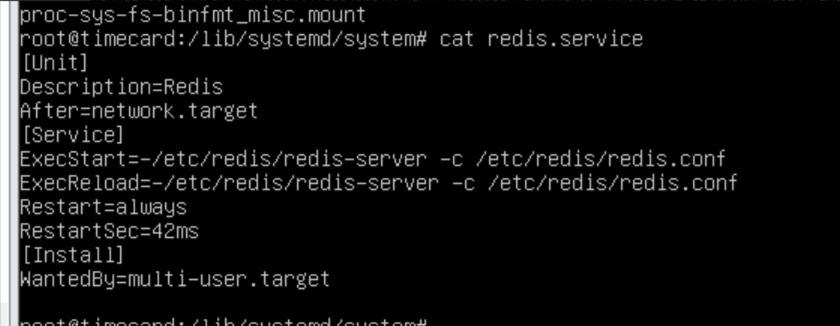 proc-sys-fs-binfmt_misc.mount
root@timecard:/lib/systemd/system# cat redis.service
[Unit]
Description=Redis
After=network.target
[Service]
ExecStart=-/etc/redis/redis-server -c /etc/redis/redis.conf
ExecReload=-/etc/redis/redis-server -c /etc/redis/redis.conf
Restart=always
RestartSec=42ms
[Install]
WantedBy=multi-user.target
root@timecard:/lib/systemd/system#